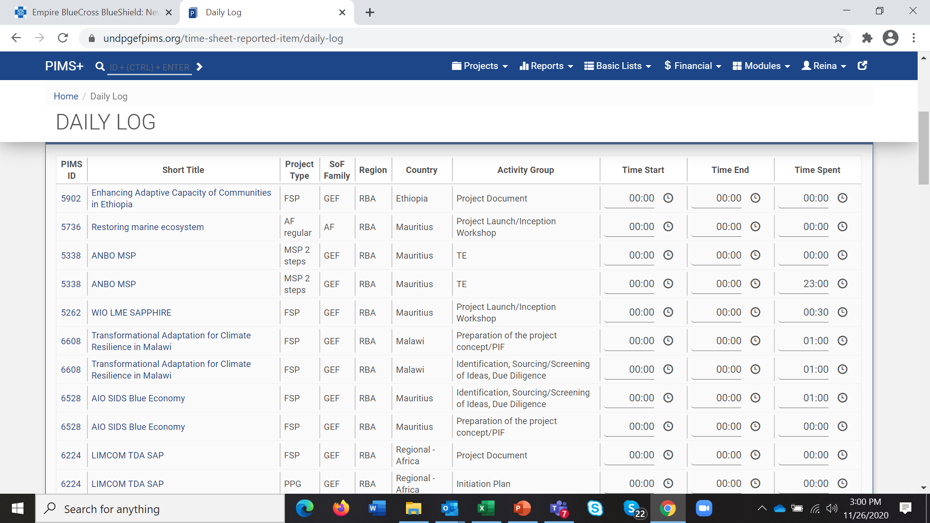 Empire BlueCross BlueShield: Ne
Daily Log
undpgefpims.org/time-sheet-reported-item/daily-log
PIMS+
ID + (CTRL) + ENTER
Projects
Reports
Basic Lists
$ Financial
Modules
Reina
Home / Daily Log
DAILY LOG
PIMS ID Short Title Project Type SoF Family Region Country Activity Group Time Start Time End Time Spent
5902 Enhancing Adaptive Capacity of Communities in Ethiopia FSP GEF RBA Ethiopia Project Document 00:00 00:00 00:00
5736 Restoring marine ecosystem AF regular AF RBA Mauritius Project Launch/Inception Workshop 00:00 00:00 00:00
5338 ANBO MSP MSP 2 steps GEF RBA Mauritius TE 00:00 00:00 00:00
5338 ANBO MSP MSP 2 steps GEF RBA Mauritius TE 00:00 00:00 23:00
5262 WIO LME SAPPHIRE FSP GEF RBA Mauritius Project Launch/Inception Workshop 00:00 00:00 00:30
6608 Transformational Adaptation for Climate Resilience in Malawi FSP GEF RBA Malawi Preparation of the project concept/PIF 00:00 00:00 01:00
6608 Transformational Adaptation for Climate Resilience in Malawi FSP GEF RBA Malawi Identification, Sourcing/Screening of Ideas, Due Diligence 00:00 00:00 01:00
6528 AIO SIDS Blue Economy FSP GEF RBA Mauritius Identification, Sourcing/Screening of Ideas, Due Diligence 00:00 00:00 01:00
6528 AIO SIDS Blue Economy FSP GEF RBA Mauritius Preparation of the project concept/PIF 00:00 00:00 00:00
6224 LIMCOM TDA SAP FSP GEF RBA Regional - Africa Project Document 00:00 00:00 00:00
6224 LIMCOM TDA SAP PPG GEF RBA Regional - Africa Initiation Plan 00:00 00:00 00:00
Type here to search for anything